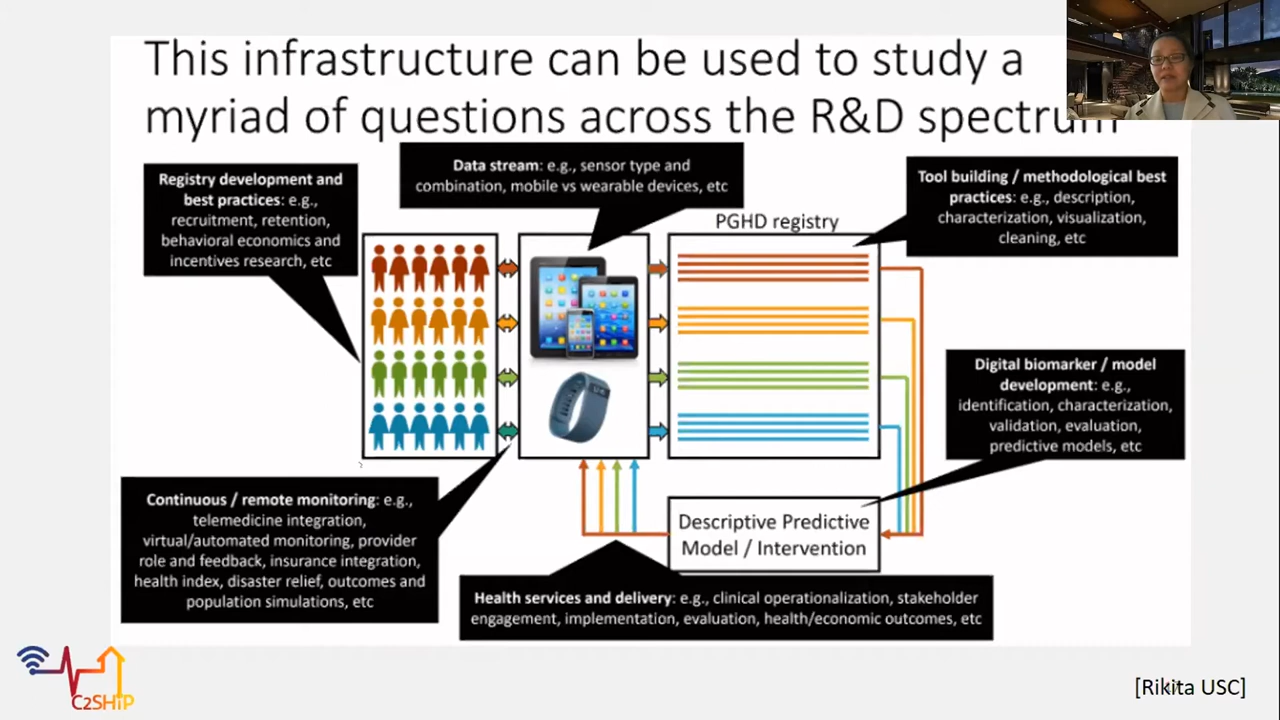 This infrastructure can be used to study a
myriad of questions across the R&D spectrum
Registry development and
best practices: e.g.,
recruitment, retention,
behavioral economics and
incentives research, etc
Data stream: e.g., sensor type and
combination, mobile vs wearable devices, etc
Tool building / methodological best
practices: e.g., description,
characterization, visualization,
cleaning, etc
PGHD registry
Digital biomarker / model
development: e.g.,
identification, characterization,
validation, evaluation,
predictive models, etc
Continuous / remote monitoring: e.g.,
telemedicine integration,
virtual/automated monitoring, provider
role and feedback, insurance integration,
health index, disaster relief, outcomes and
population simulations, etc
Descriptive Predictive
Model / Intervention
Health services and delivery: e.g., clinical operationalization, stakeholder
engagement, implementation, evaluation, health/economic outcomes, etc
C2SHiP
[Rikita USC]